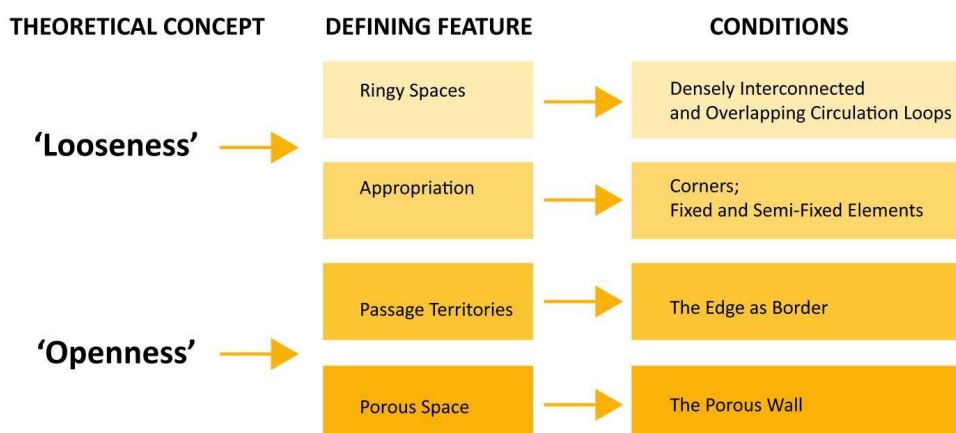 THEORETICAL CONCEPT DEFINING FEATURE CONDITIONS
‘Looseness’
Ringy Spaces
Densely Interconnected
and Overlapping Circulation Loops
Appropriation
Corners;
Fixed and Semi-Fixed Elements
‘Openness’
Passage Territories
The Edge as Border
Porous Space
The Porous Wall